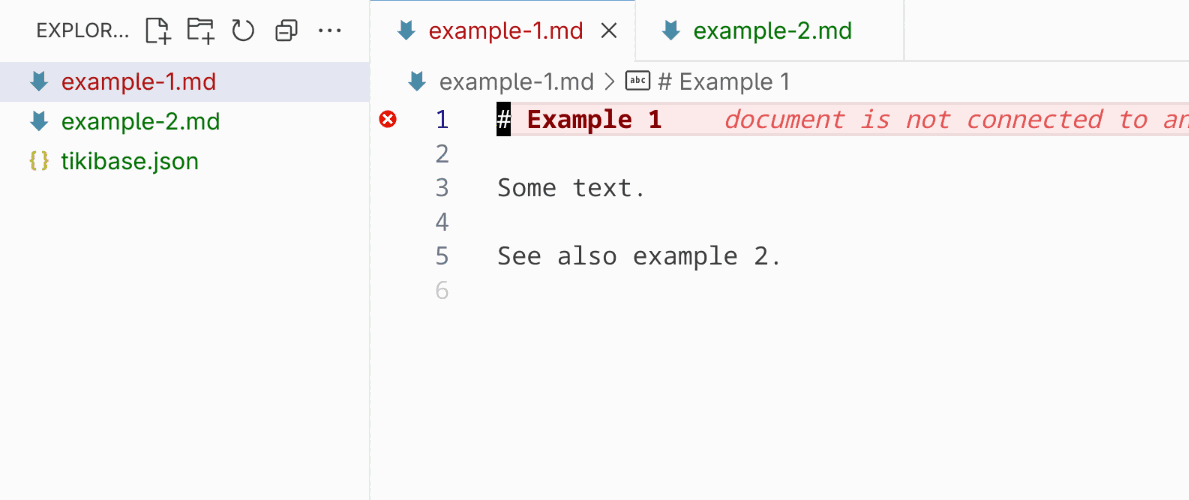 EXPLOR...
example-1.md
example-2.md
{} tikibase.json
example-1.md
example-2.md
example-1.md > abc # Example 1
1 # Example 1 document is not connected to an
2
3 Some text.
4
5 See also example 2.
6